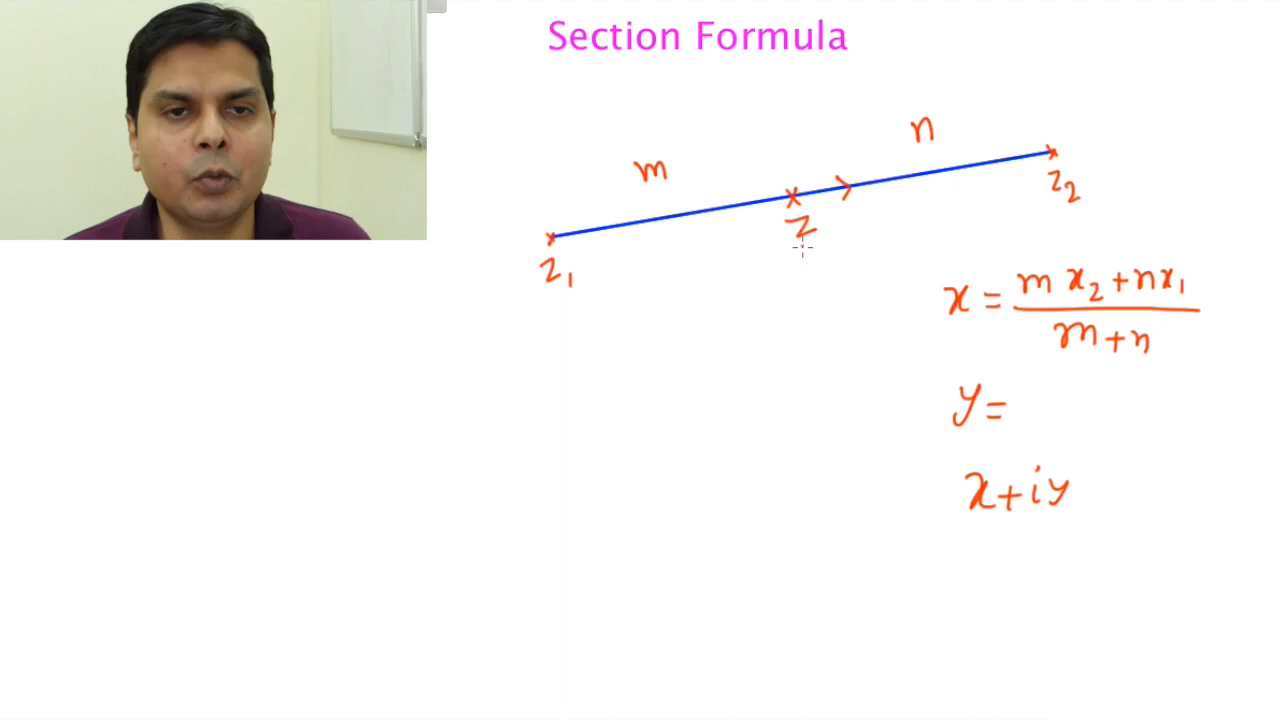 Section Formula
m
n
z₁
z
z₂
x = (m x₂ + n x₁) / (m + n)
y =
x + iy